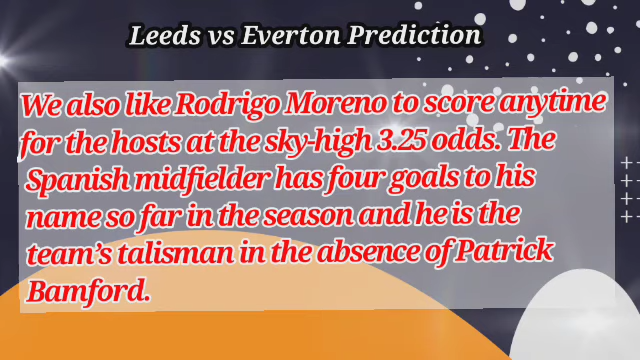 Leeds vs Everton Prediction
We also like Rodrigo Moreno to score anytime
for the hosts at the sky-high 3.25 odds. The
Spanish midfielder has four goals to his
name so far in the season and he is the
team’s talisman in the absence of Patrick
Bamford.